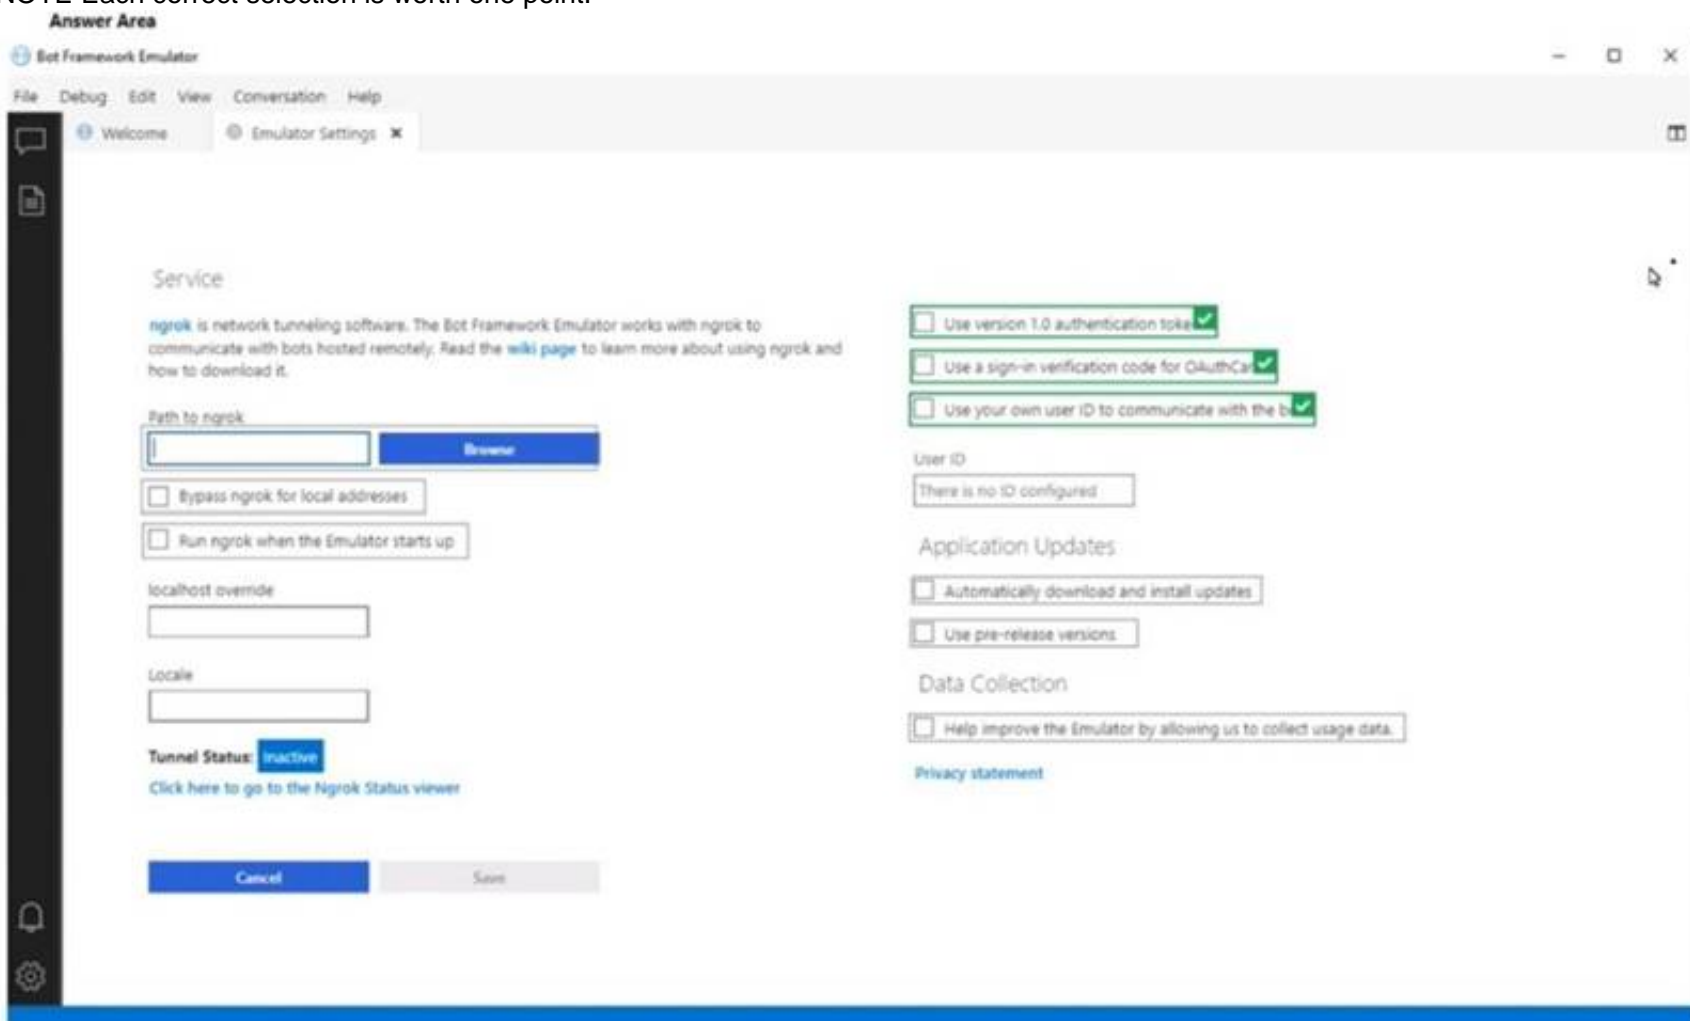 NOTE Each correct selection is worth one point.
Answer Area
Bot Framework Emulator
File Debug Edit View Conversation Help
Welcome
Emulator Settings
Service
ngrok is network tunneling software. The Bot Framework Emulator works with ngrok to
communicate with bots hosted remotely. Read the wiki page to learn more about using ngrok and
how to download it.
Path to ngrok
Browse
Bypass ngrok for local addresses
Run ngrok when the Emulator starts up
localhost override
Locale
Tunnel Status: Inactive
Click here to go to the Ngrok Status viewer
Cancel
Save
Use version 1.0 authentication toke
Use a sign-in verification code for OAuthCar
Use your own user ID to communicate with the b
User ID
There is no ID configured
Application Updates
Automatically download and install updates
Use pre-release versions
Data Collection
Help improve the Emulator by allowing us to collect usage data.
Privacy statement